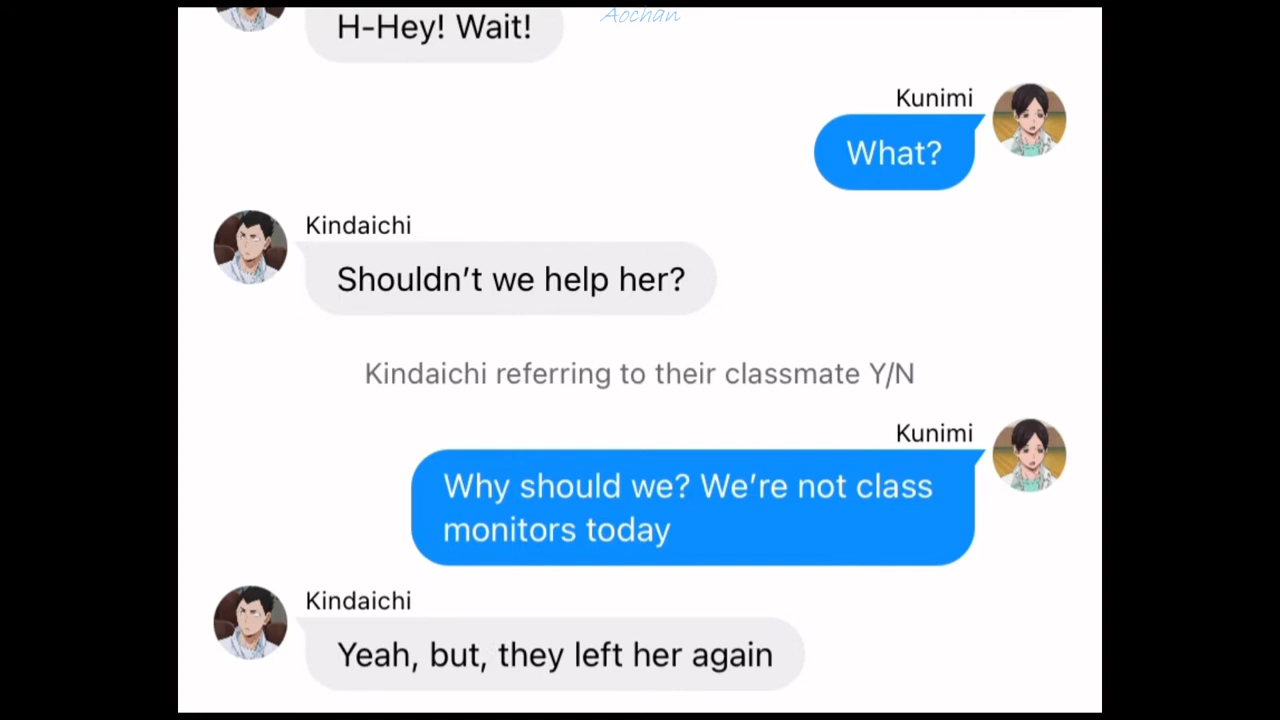 Aochan
H-Hey! Wait!
Kunimi
What?
Kindaichi
Shouldn’t we help her?
Kindaichi referring to their classmate Y/N
Kunimi
Why should we? We’re not class
monitors today
Kindaichi
Yeah, but, they left her again